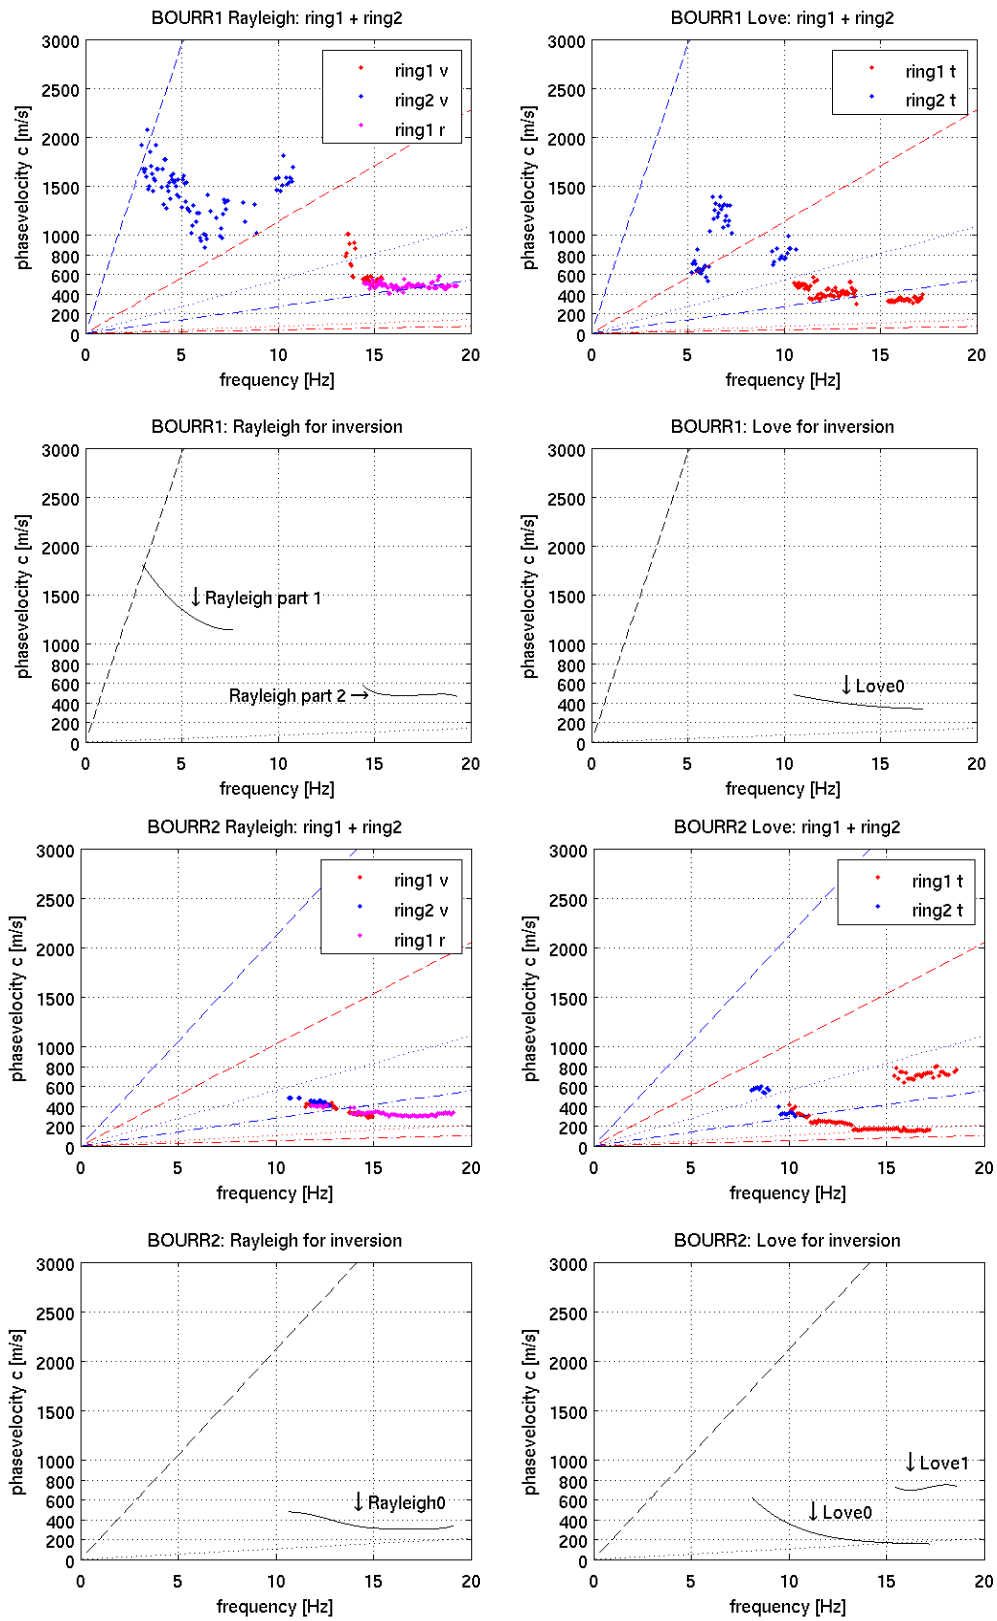 BOURR1 Rayleigh: ring1 + ring2
3000
2500
2000
1500
1000
800
600
400
200
0
phasevelocity c [m/s]
ring1 v
ring2 v
ring1 r
0 5 10 15 20
frequency [Hz]
BOURR1 Love: ring1 + ring2
3000
2500
2000
1500
1000
800
600
400
200
0
phasevelocity c [m/s]
ring1 t
ring2 t
0 5 10 15 20
frequency [Hz]
BOURR1: Rayleigh for inversion
3000
2500
2000
1500
1000
800
600
400
200
0
phasevelocity c [m/s]
↓ Rayleigh part 1
Rayleigh part 2 →
0 5 10 15 20
frequency [Hz]
BOURR1: Love for inversion
3000
2500
2000
1500
1000
800
600
400
200
0
phasevelocity c [m/s]
↓ Love0
0 5 10 15 20
frequency [Hz]
BOURR2 Rayleigh: ring1 + ring2
3000
2500
2000
1500
1000
800
600
400
200
0
phasevelocity c [m/s]
ring1 v
ring2 v
ring1 r
0 5 10 15 20
frequency [Hz]
BOURR2 Love: ring1 + ring2
3000
2500
2000
1500
1000
800
600
400
200
0
phasevelocity c [m/s]
ring1 t
ring2 t
0 5 10 15 20
frequency [Hz]
BOURR2: Rayleigh for inversion
3000
2500
2000
1500
1000
800
600
400
200
0
phasevelocity c [m/s]
↓ Rayleigh0
0 5 10 15 20
frequency [Hz]
BOURR2: Love for inversion
3000
2500
2000
1500
1000
800
600
400
200
0
phasevelocity c [m/s]
↓ Love1
↓ Love0
0 5 10 15 20
frequency [Hz]